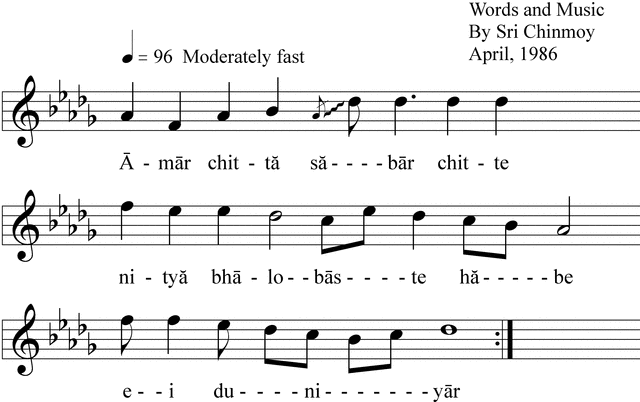 Words and Music
By Sri Chinmoy
April, 1986
= 96 Moderately fast
Ā - mār chit - tă să - - - - bār chit - te
ni - tyă bhā - lo - bās - - - - - te hă - - - - - be
e - - i du - - - - ni - - - - - - - yār